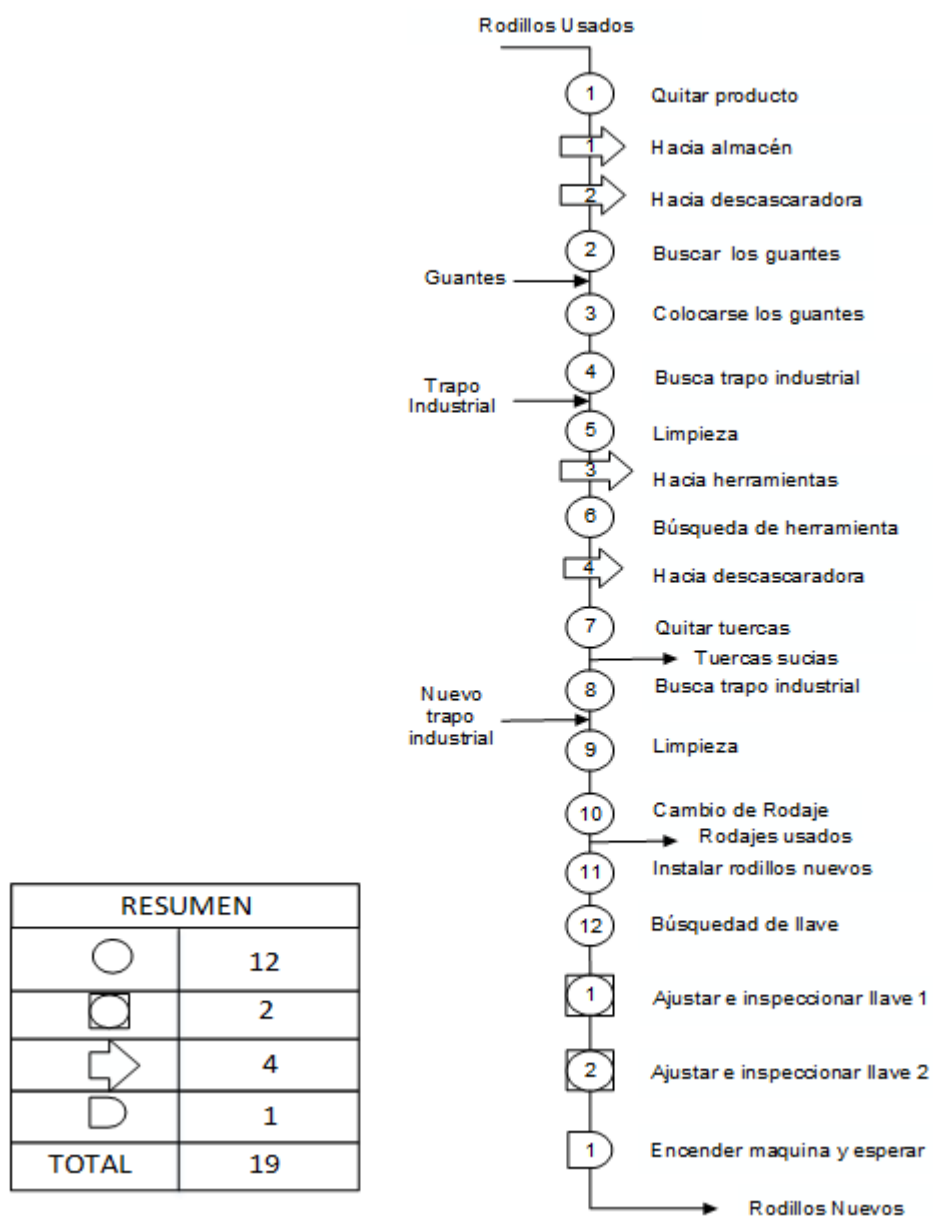 Rodillos Usados
1 Quitar producto
1 Hacia almacén
2 Hacia descascaradora
2 Buscar los guantes
Guantes
3 Colocarse los guantes
4 Busca trapo industrial
Trapo
Industrial
5 Limpieza
3 Hacia herramientas
6 Búsqueda de herramienta
4 Hacia descascaradora
7 Quitar tuercas
Tuercas sucias
8 Busca trapo industrial
Nuevo
trapo
industrial
9 Limpieza
10 Cambio de Rodaje
Rodajes usados
11 Instalar rodillos nuevos
12 Búsquedad de llave
1 Ajustar e inspeccionar llave 1
2 Ajustar e inspeccionar llave 2
1 Encender maquina y esperar
Rodillos Nuevos
RESUMEN
12
2
4
1
TOTAL 19